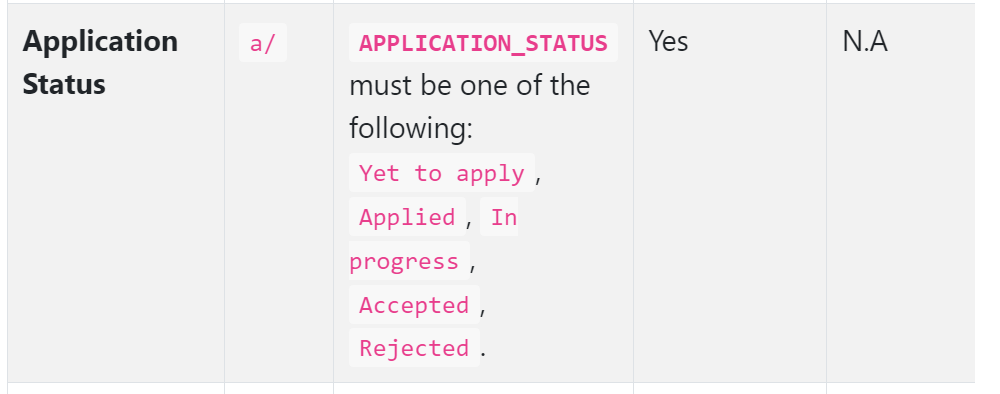 Application a/ APPLICATION_STATUS Yes N.A
Status must be one of the
following:
Yet to apply,
Applied, In
progress,
Accepted,
Rejected.